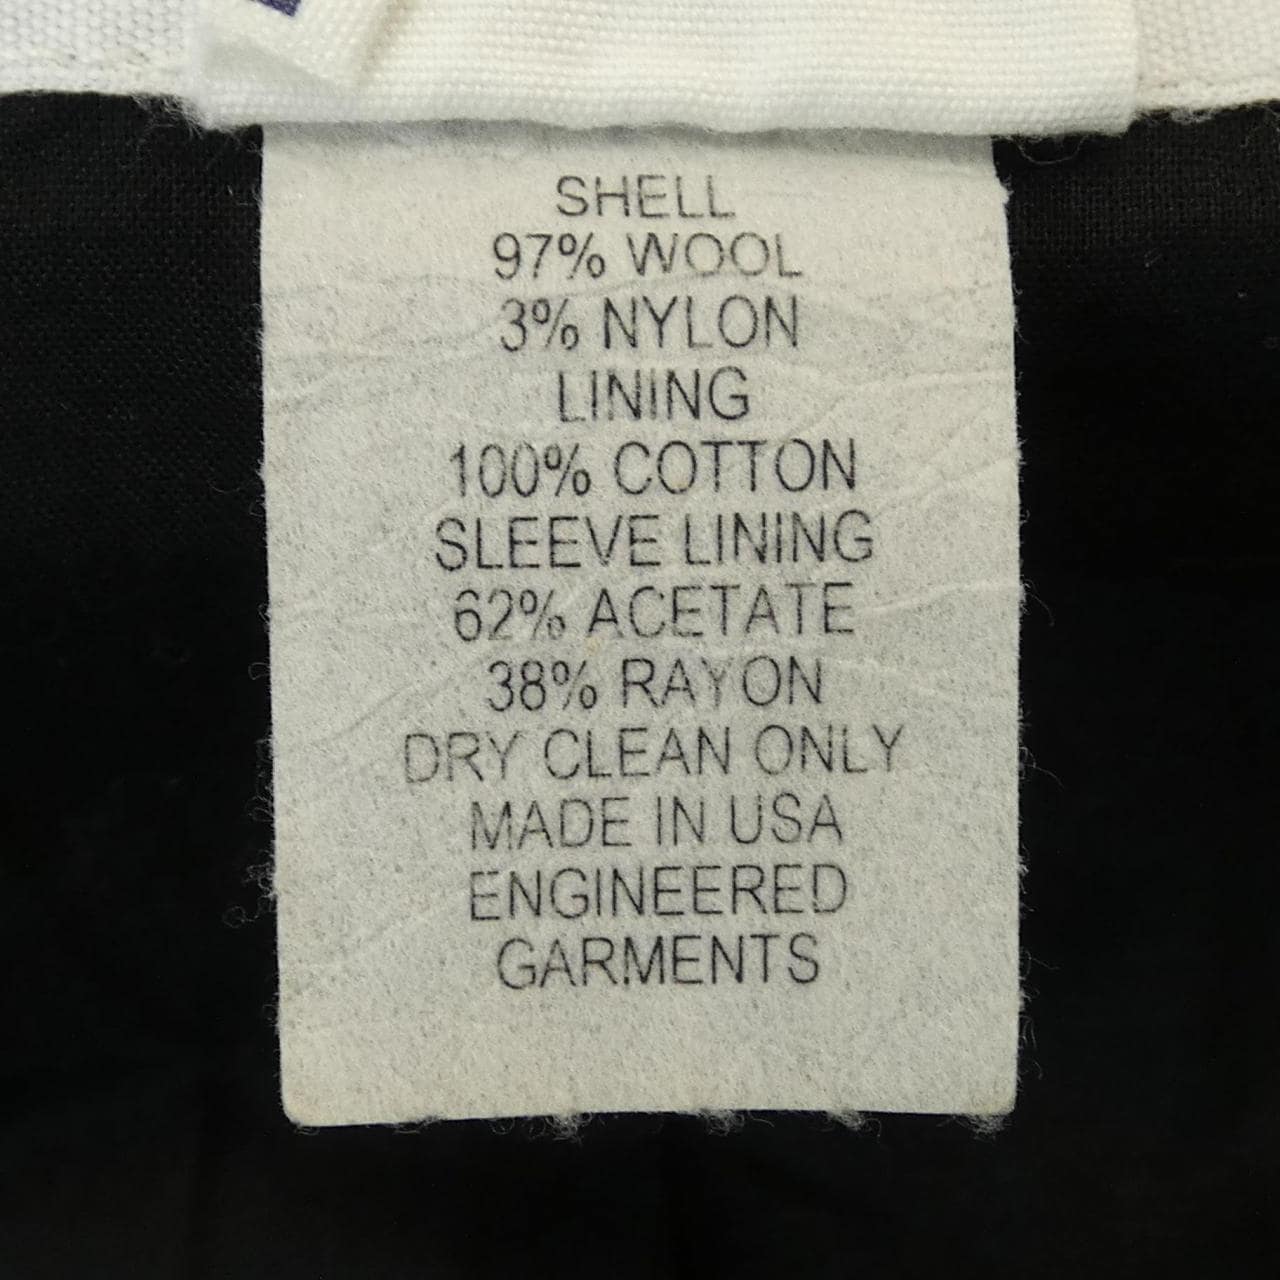 SHELL
97% WOOL
3% NYLON
LINING
100% COTTON
SLEEVE LINING
62% ACETATE
38% RAYON
DRY CLEAN ONLY
MADE IN USA
ENGINEERED
GARMENTS